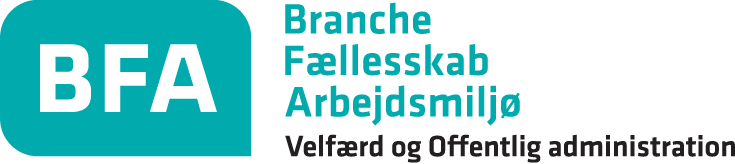 BFA
Branche
Fællesskab
Arbejdsmiljø
Velfærd og Offentlig administration